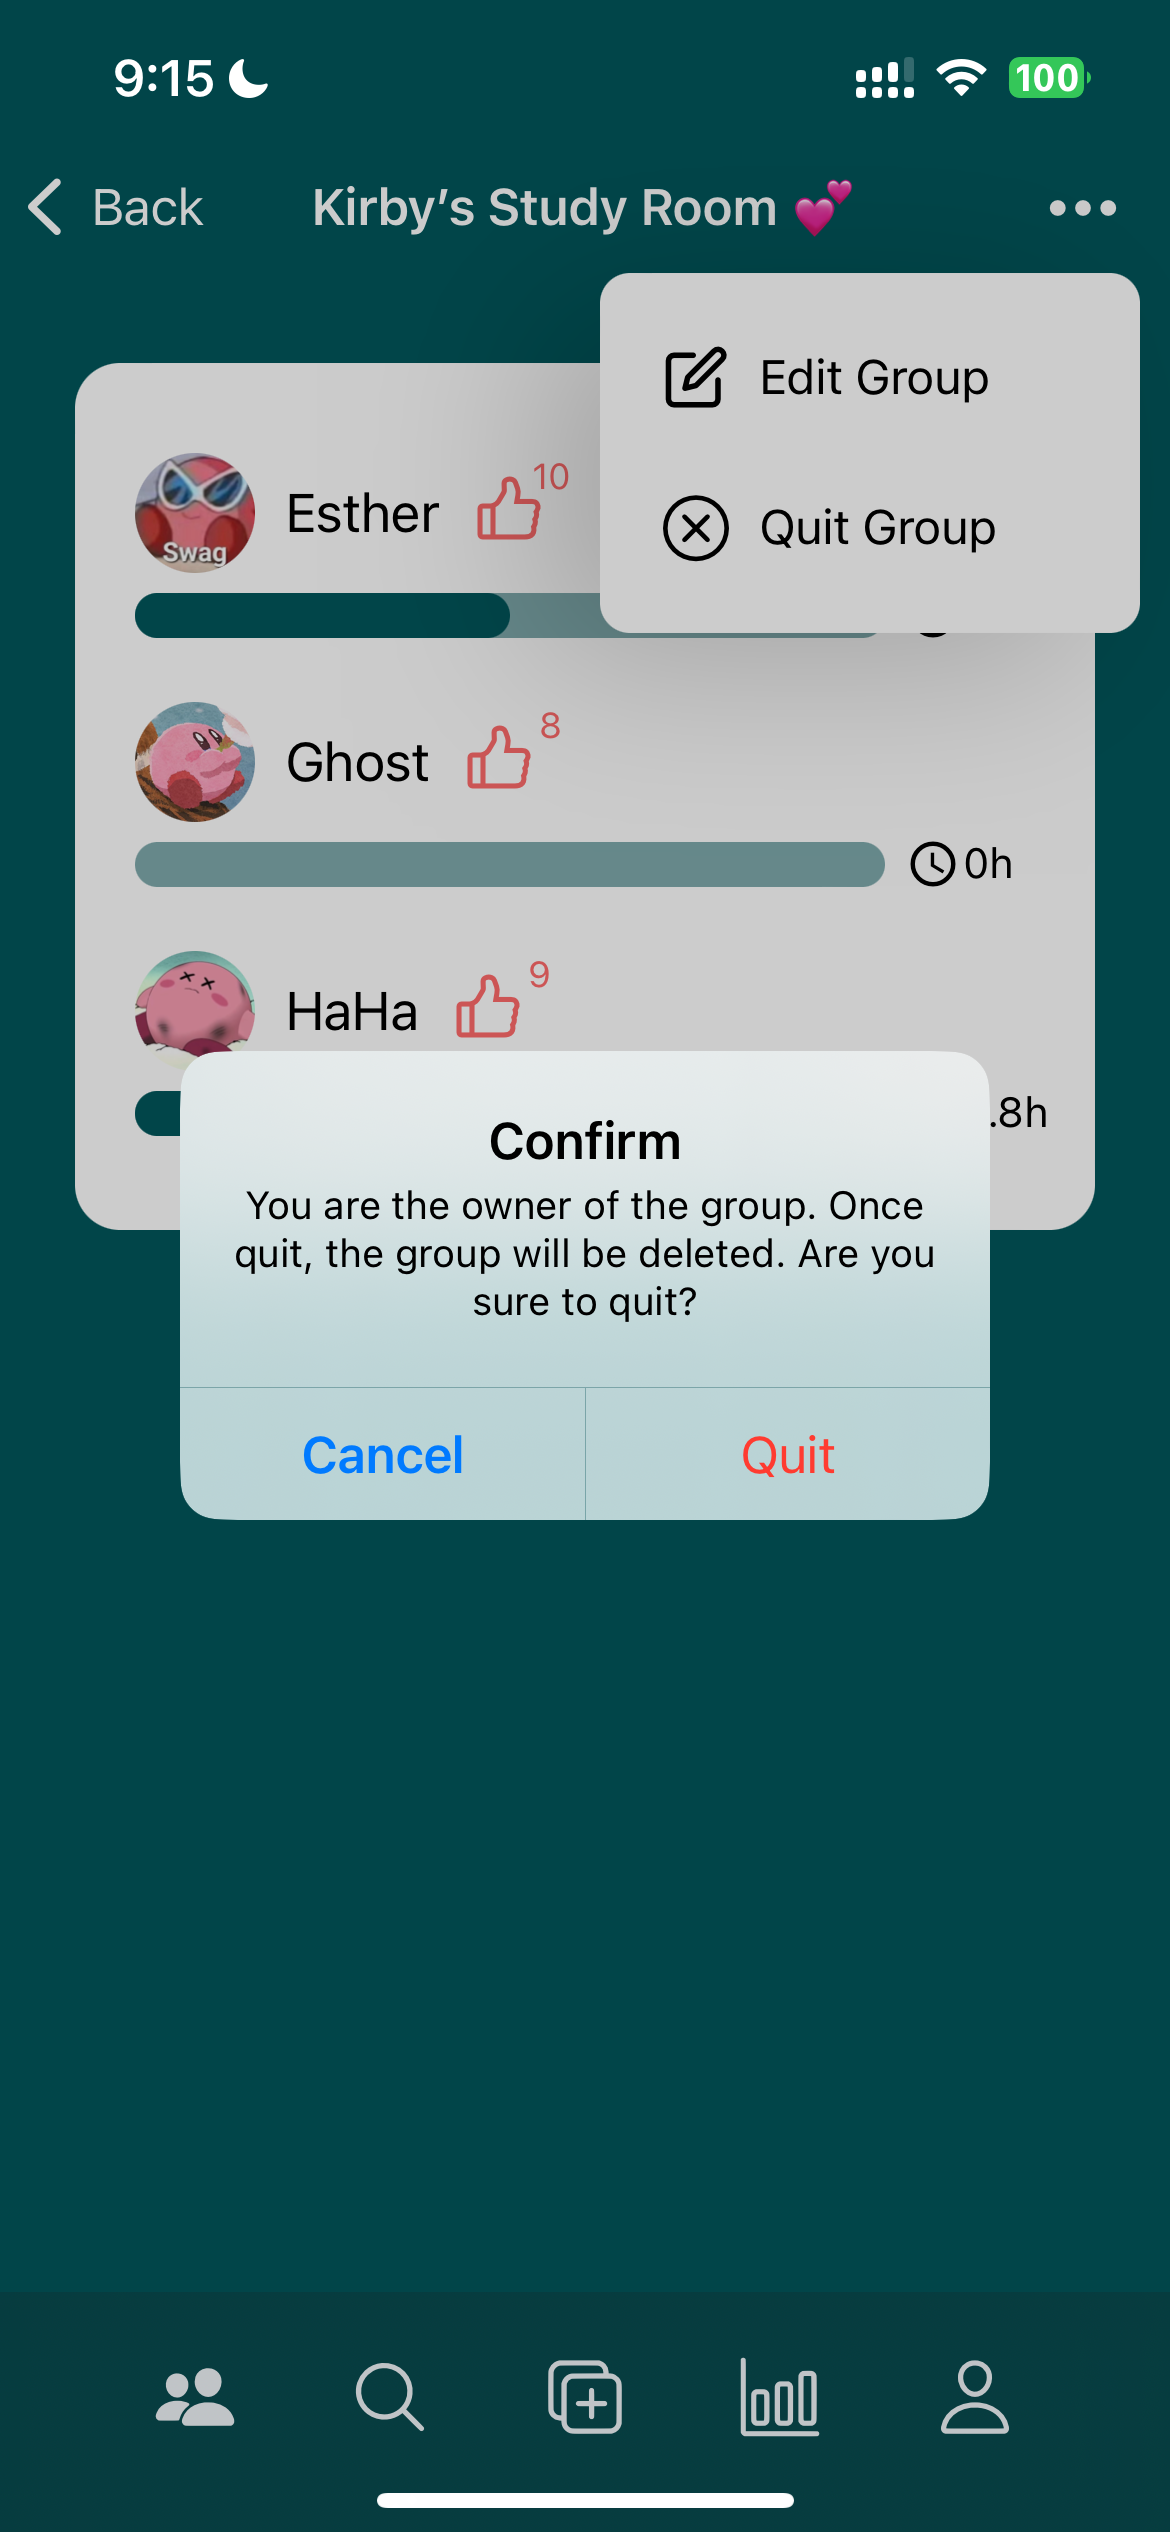 9:15
100
Back
Kirby’s Study Room 💕
Edit Group
Quit Group
Esther 10
Swag
Ghost 8
0h
HaHa 9
.8h
Confirm
You are the owner of the group. Once
quit, the group will be deleted. Are you
sure to quit?
Cancel
Quit